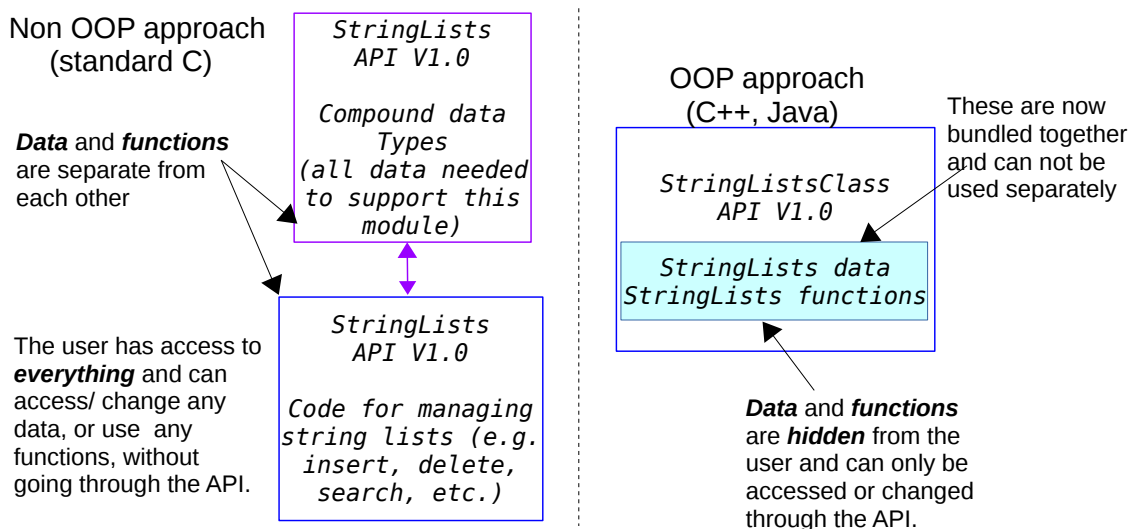 Non OOP approach
(standard C)
StringLists
API V1.0
Compound data
Types
(all data needed
to support this
module)
Data and functions
are separate from
each other
StringLists
API V1.0
Code for managing
string lists (e.g.
insert, delete,
search, etc.)
The user has access to
everything and can
access/ change any
data, or use any
functions, without
going through the API.
OOP approach
(C++, Java)
These are now
bundled together
and can not be
used separately
StringListsClass
API V1.0
StringLists data
StringLists functions
Data and functions
are hidden from the
user and can only be
accessed or changed
through the API.